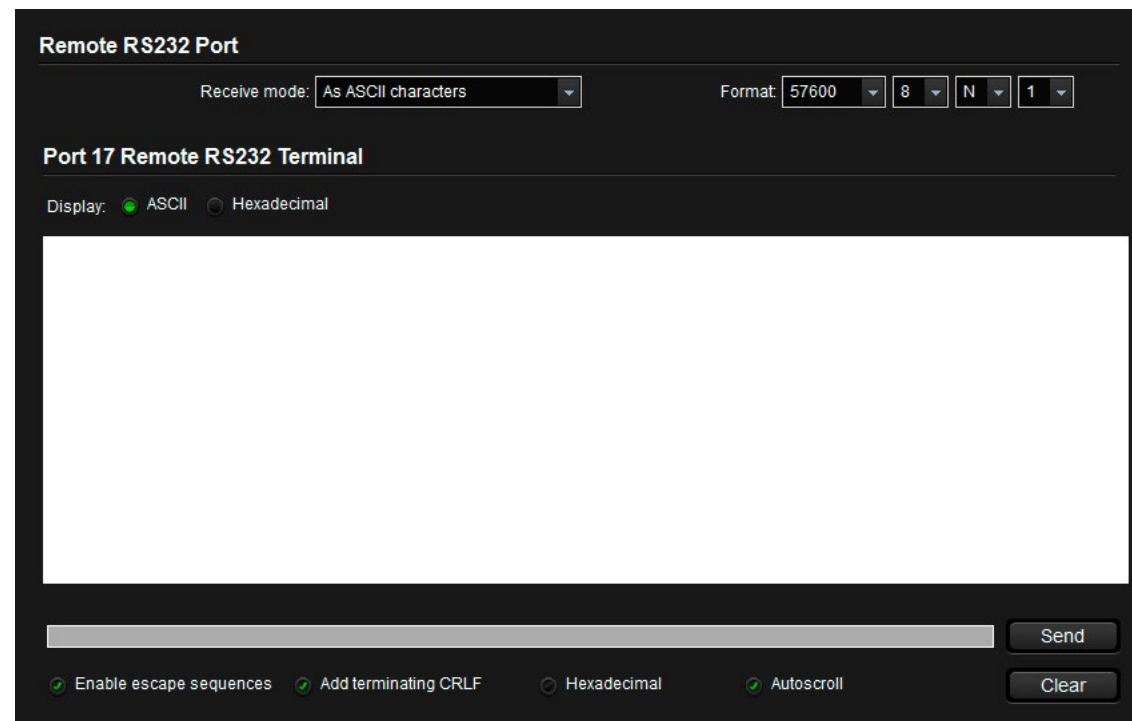 Remote RS232 Port
Receive mode: As ASCII characters Format: 57600 8 N 1
Port 17 Remote RS232 Terminal
Display: ASCII Hexadecimal
Send
Enable escape sequences Add terminating CRLF Hexadecimal Autoscroll Clear